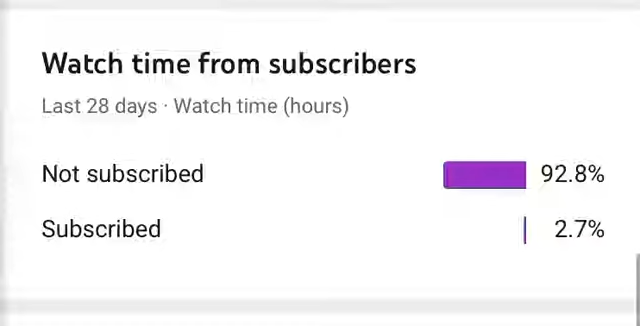 Watch time from subscribers
Last 28 days · Watch time (hours)
Not subscribed 92.8%
Subscribed 2.7%